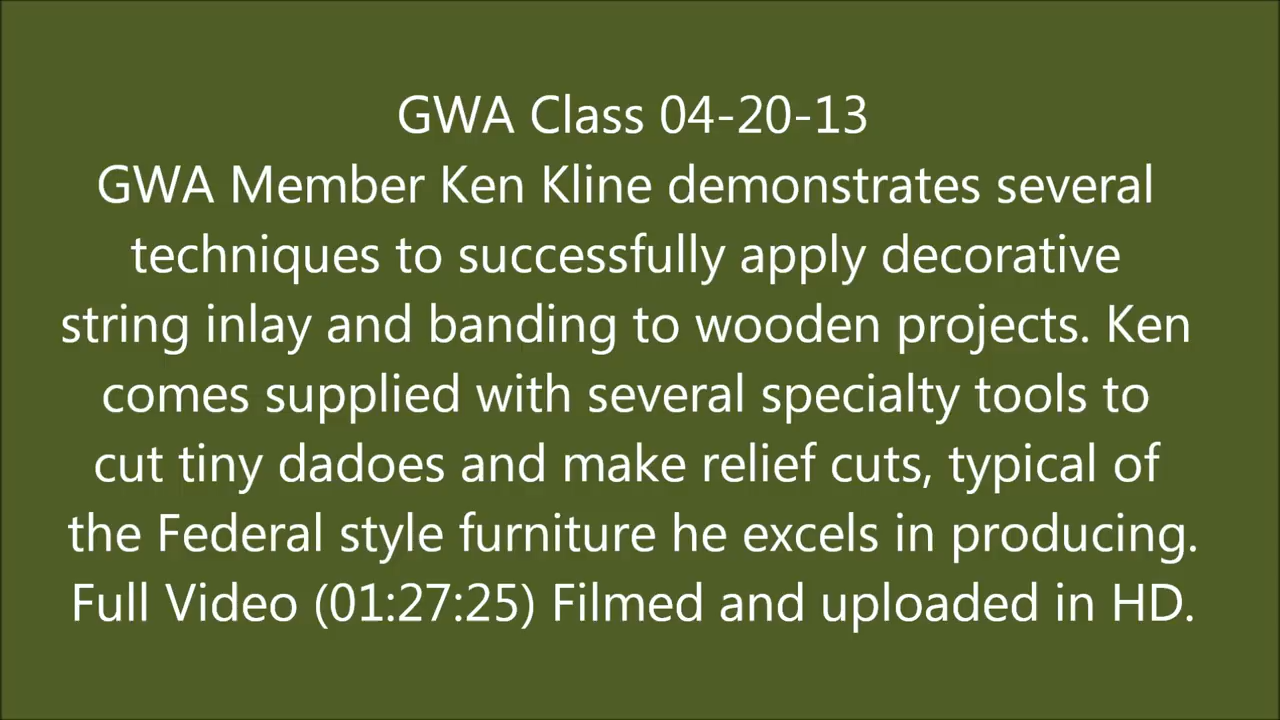 GWA Class 04-20-13
GWA Member Ken Kline demonstrates several
techniques to successfully apply decorative
string inlay and banding to wooden projects. Ken
comes supplied with several specialty tools to
cut tiny dadoes and make relief cuts, typical of
the Federal style furniture he excels in producing.
Full Video (01:27:25) Filmed and uploaded in HD.